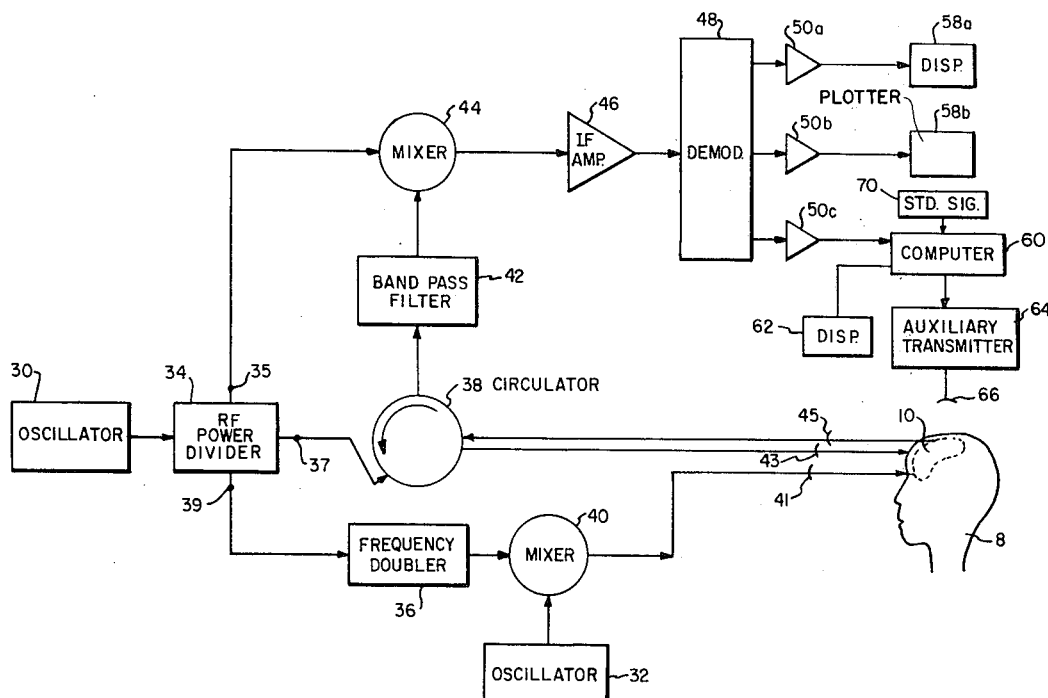 48
50a
58a
DISP.
44
46
PLOTTER
58b
50b
MIXER
I.F
AMP.
DEMOD.
70
STD. SIG.
50c
60
COMPUTER
BAND PASS
FILTER
42
64
62
DISP.
AUXILIARY
TRANSMITTER
30
34
35
38 CIRCULATOR
66
OSCILLATOR
RF
POWER
DIVIDER
37
45
10
43
39
41
40
FREQUENCY
DOUBLER
MIXER
8
36
OSCILLATOR
32